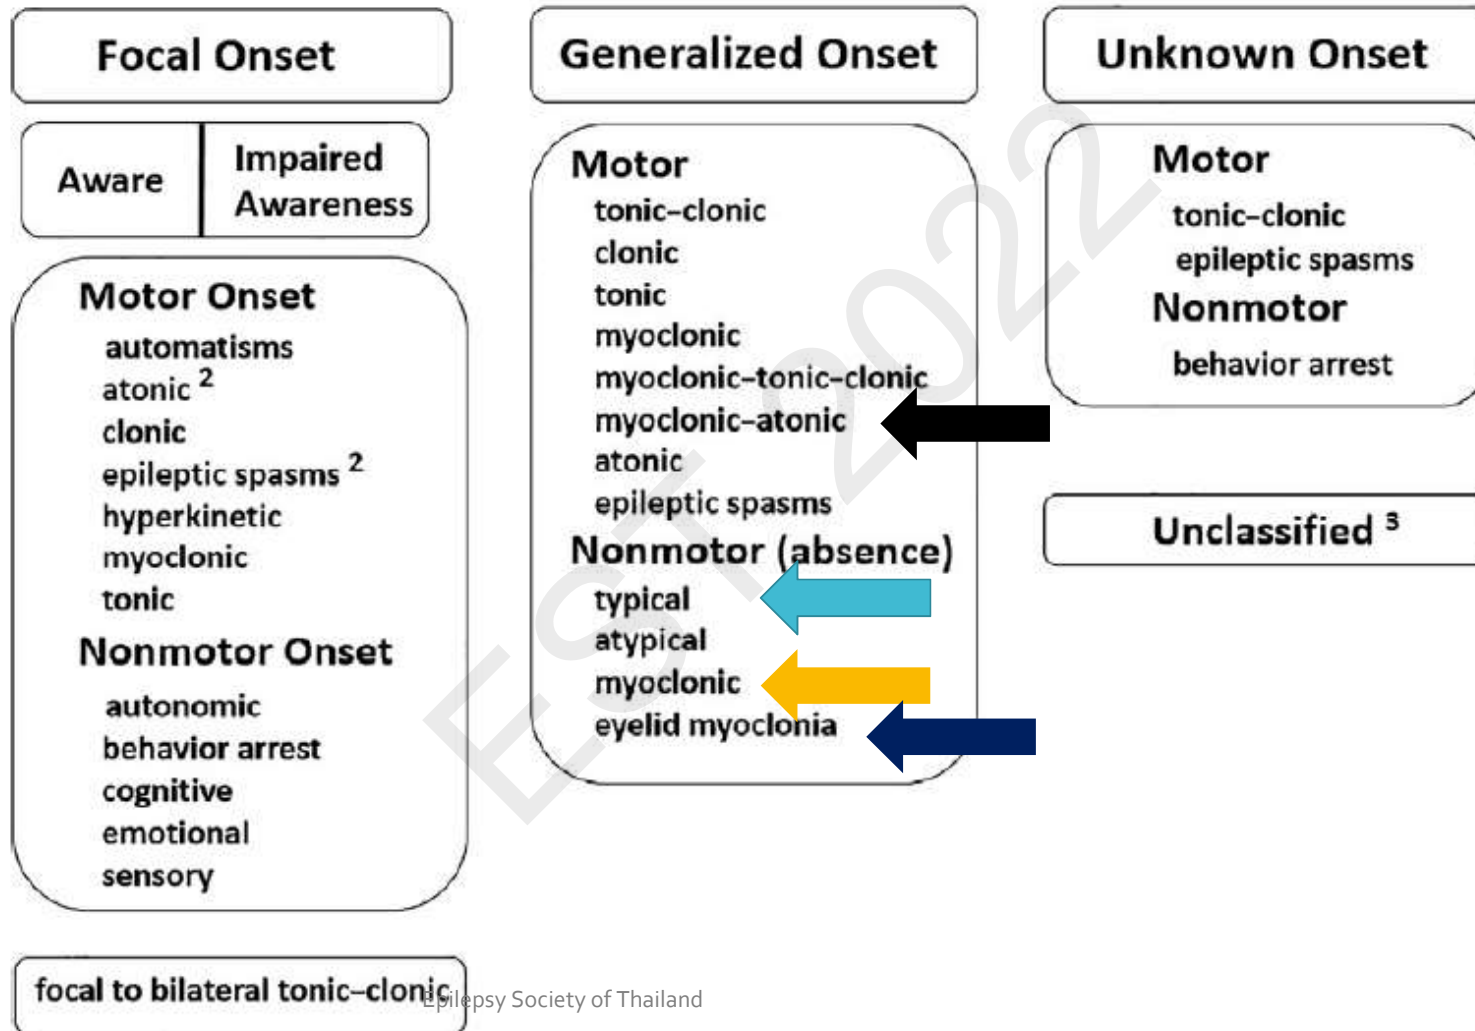 Focal Onset
Aware
Impaired
Awareness
Motor Onset
automatisms
atonic ²
clonic
epileptic spasms ²
hyperkinetic
myoclonic
tonic
Nonmotor Onset
autonomic
behavior arrest
cognitive
emotional
sensory
focal to bilateral tonic–clonic
Generalized Onset
Motor
tonic–clonic
clonic
tonic
myoclonic
myoclonic–tonic–clonic
myoclonic–atonic
atonic
epileptic spasms
Nonmotor (absence)
typical
atypical
myoclonic
eyelid myoclonia
Unknown Onset
Motor
tonic–clonic
epileptic spasms
Nonmotor
behavior arrest
Unclassified ³
EST 2022
Epilepsy Society of Thailand